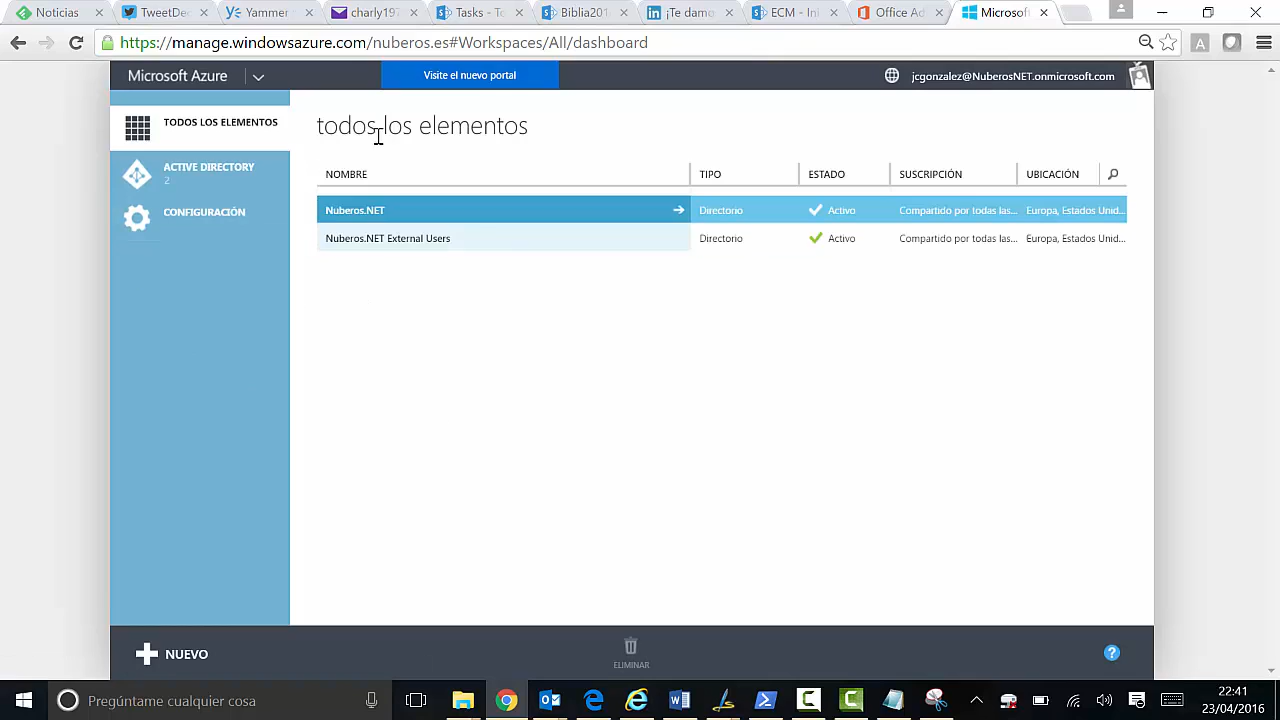 Noticias
TweetDec
Yammer
charly197
Tasks - To
Biblia201
¡Te damo
ECM - In
Office Ad
Microsof
https://manage.windowsazure.com/nuberos.es#Workspaces/All/dashboard
Microsoft Azure
Visite el nuevo portal
jcgonzalez@NuberosNET.onmicrosoft.com
TODOS LOS ELEMENTOS
ACTIVE DIRECTORY
2
CONFIGURACIÓN
todos los elementos
NOMBRE TIPO ESTADO SUSCRIPCIÓN UBICACIÓN
Nuberos.NET Directorio Activo Compartido por todas las... Europa, Estados Unid...
Nuberos.NET External Users Directorio Activo Compartido por todas las... Europa, Estados Unid...
NUEVO
ELIMINAR
?
Pregúntame cualquier cosa
22:41
23/04/2016